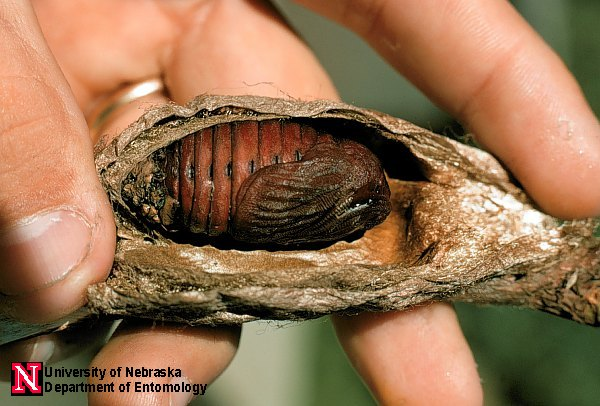 N
University of Nebraska
Department of Entomology